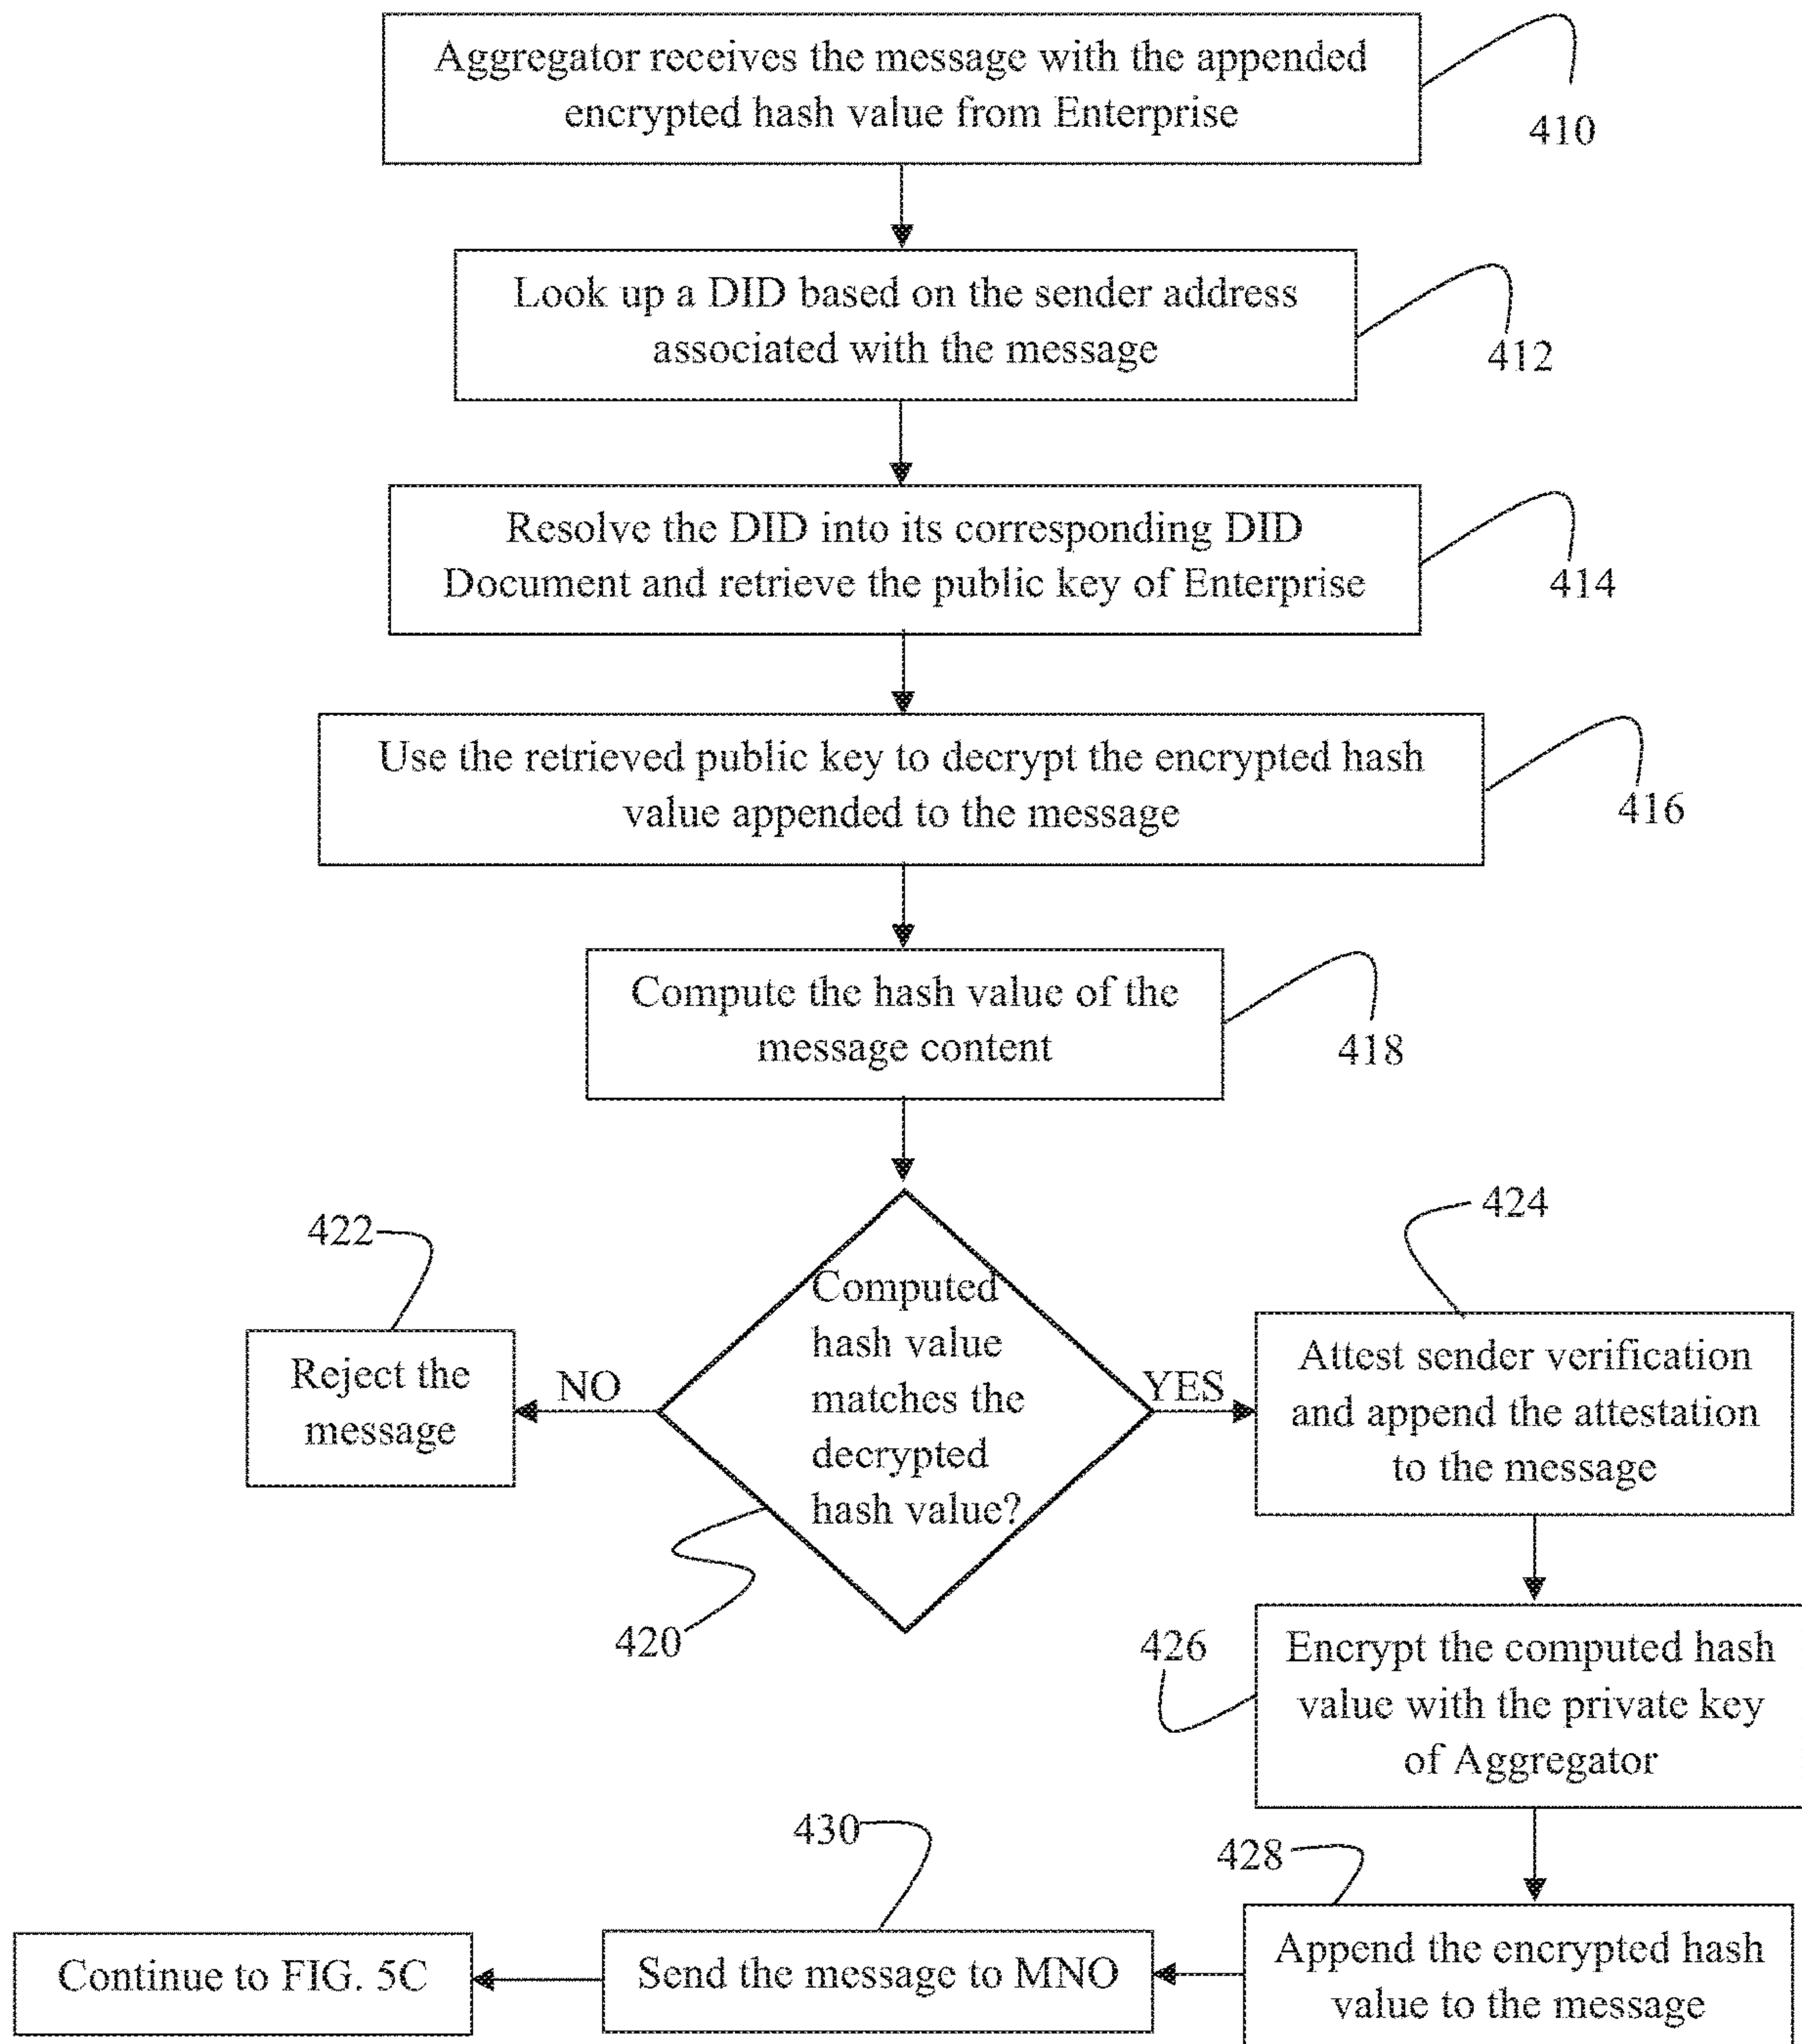 Aggregator receives the message with the appended
encrypted hash value from Enterprise
410
Look up a DID based on the sender address
associated with the message
412
Resolve the DID into its corresponding DID
Document and retrieve the public key of Enterprise
414
Use the retrieved public key to decrypt the encrypted hash
value appended to the message
416
Compute the hash value of the
message content
418
Computed
hash value
matches the
decrypted
hash value?
420
NO
422
Reject the
message
YES
424
Attest sender verification
and append the attestation
to the message
426
Encrypt the computed hash
value with the private key
of Aggregator
428
Append the encrypted hash
value to the message
430
Send the message to MNO
Continue to FIG. 5C